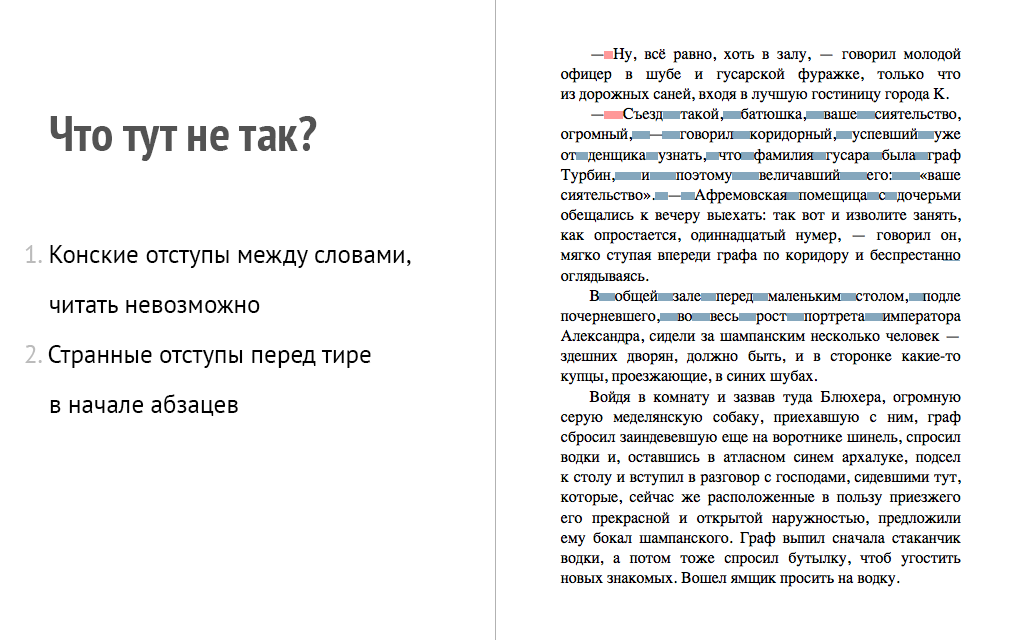 Что тут не так?
1. Конские отступы между словами,
читать невозможно
2. Странные отступы перед тире
в начале абзацев
—Ну, всё равно, хоть в залу, — говорил молодой
офицер в шубе и гусарской фуражке, только что
из дорожных саней, входя в лучшую гостиницу города К.
— Съезд такой, батюшка, ваше сиятельство,
огромный, — говорил коридорный, успевший уже
от денщика узнать, что фамилия гусара была граф
Турбин, и поэтому величавший его: «ваше
сиятельство». — Афремовская помещица с дочерьми
обещались к вечеру выехать: так вот и изволите занять,
как опростается, одиннадцатый нумер, — говорил он,
мягко ступая впереди графа по коридору и беспрестанно
оглядываясь.
В общей зале перед маленьким столом, подле
почерневшего, во весь рост портрета императора
Александра, сидели за шампанским несколько человек —
здешних дворян, должно быть, и в сторонке какие-то
купцы, проезжающие, в синих шубах.
Войдя в комнату и зазвав туда Блюхера, огромную
серую меделянскую собаку, приехавшую с ним, граф
сбросил заиндевевшую еще на воротнике шинель, спросил
водки и, оставшись в атласном синем архалуке, подсел
к столу и вступил в разговор с господами, сидевшими тут,
которые, сейчас же расположенные в пользу приезжего
его прекрасной и открытой наружностью, предложили
ему бокал шампанского. Граф выпил сначала стаканчик
водки, а потом тоже спросил бутылку, чтоб угостить
новых знакомых. Вошел ямщик просить на водку.